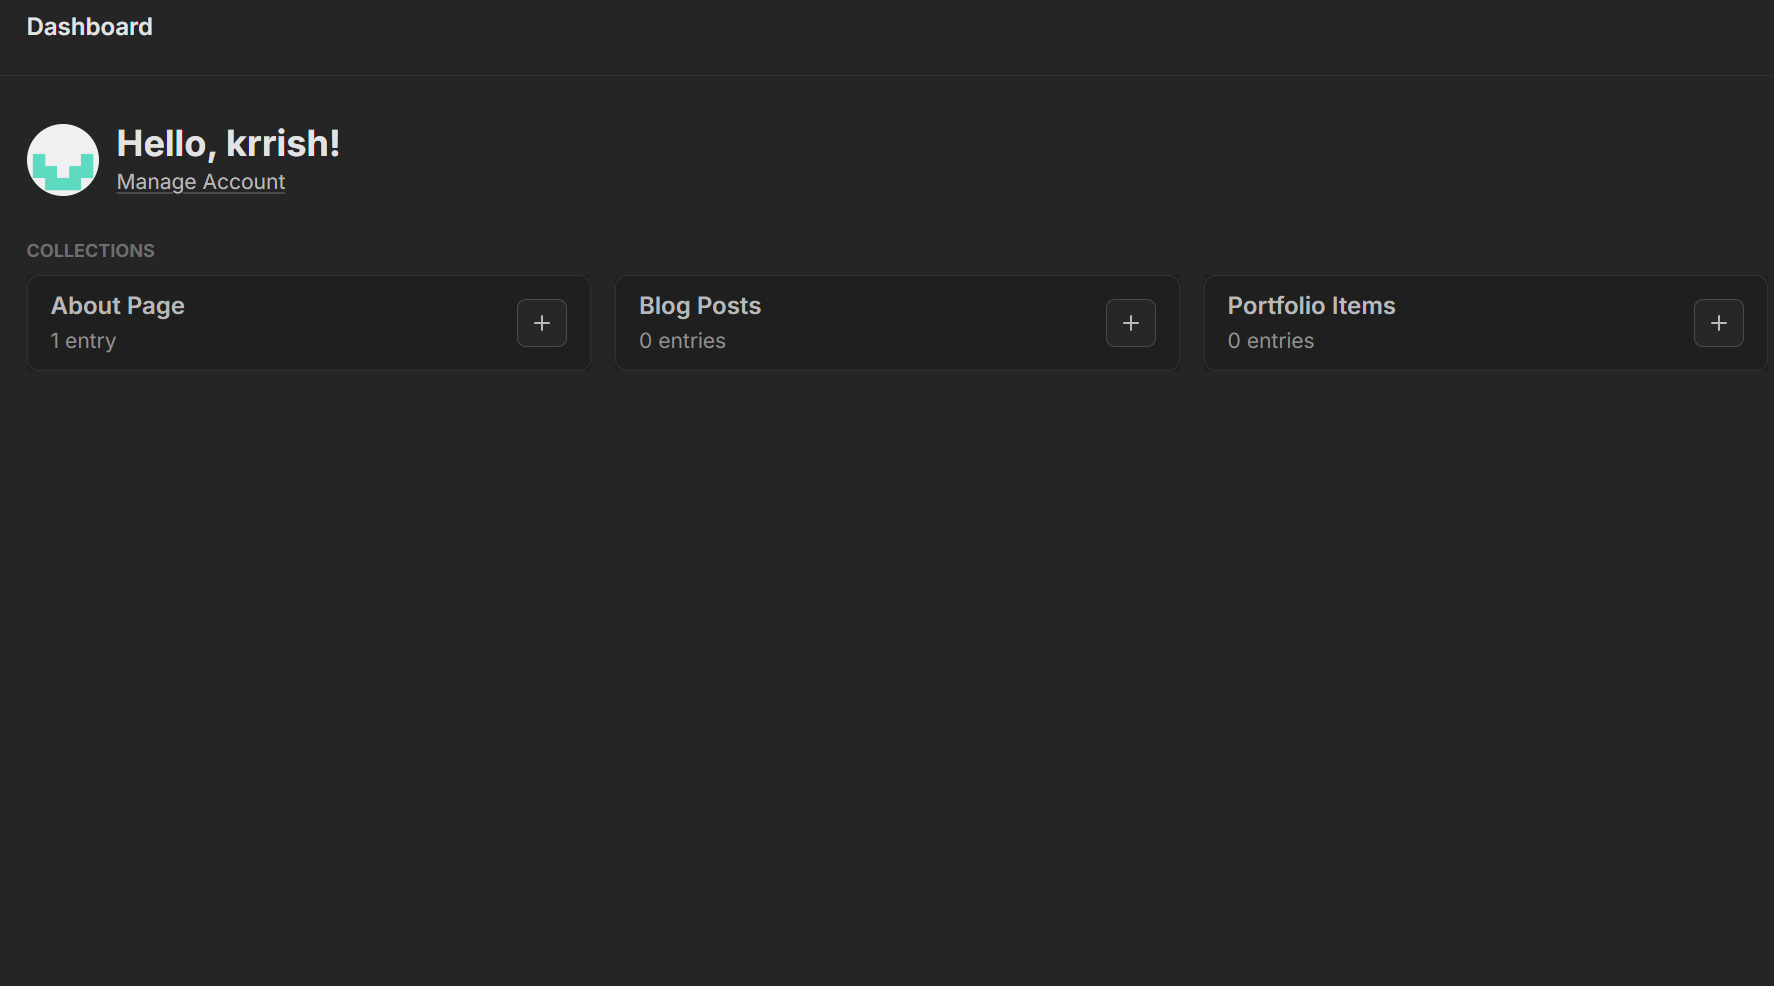 Dashboard
Hello, krrish!
Manage Account
COLLECTIONS
About Page
1 entry
Blog Posts
0 entries
Portfolio Items
0 entries